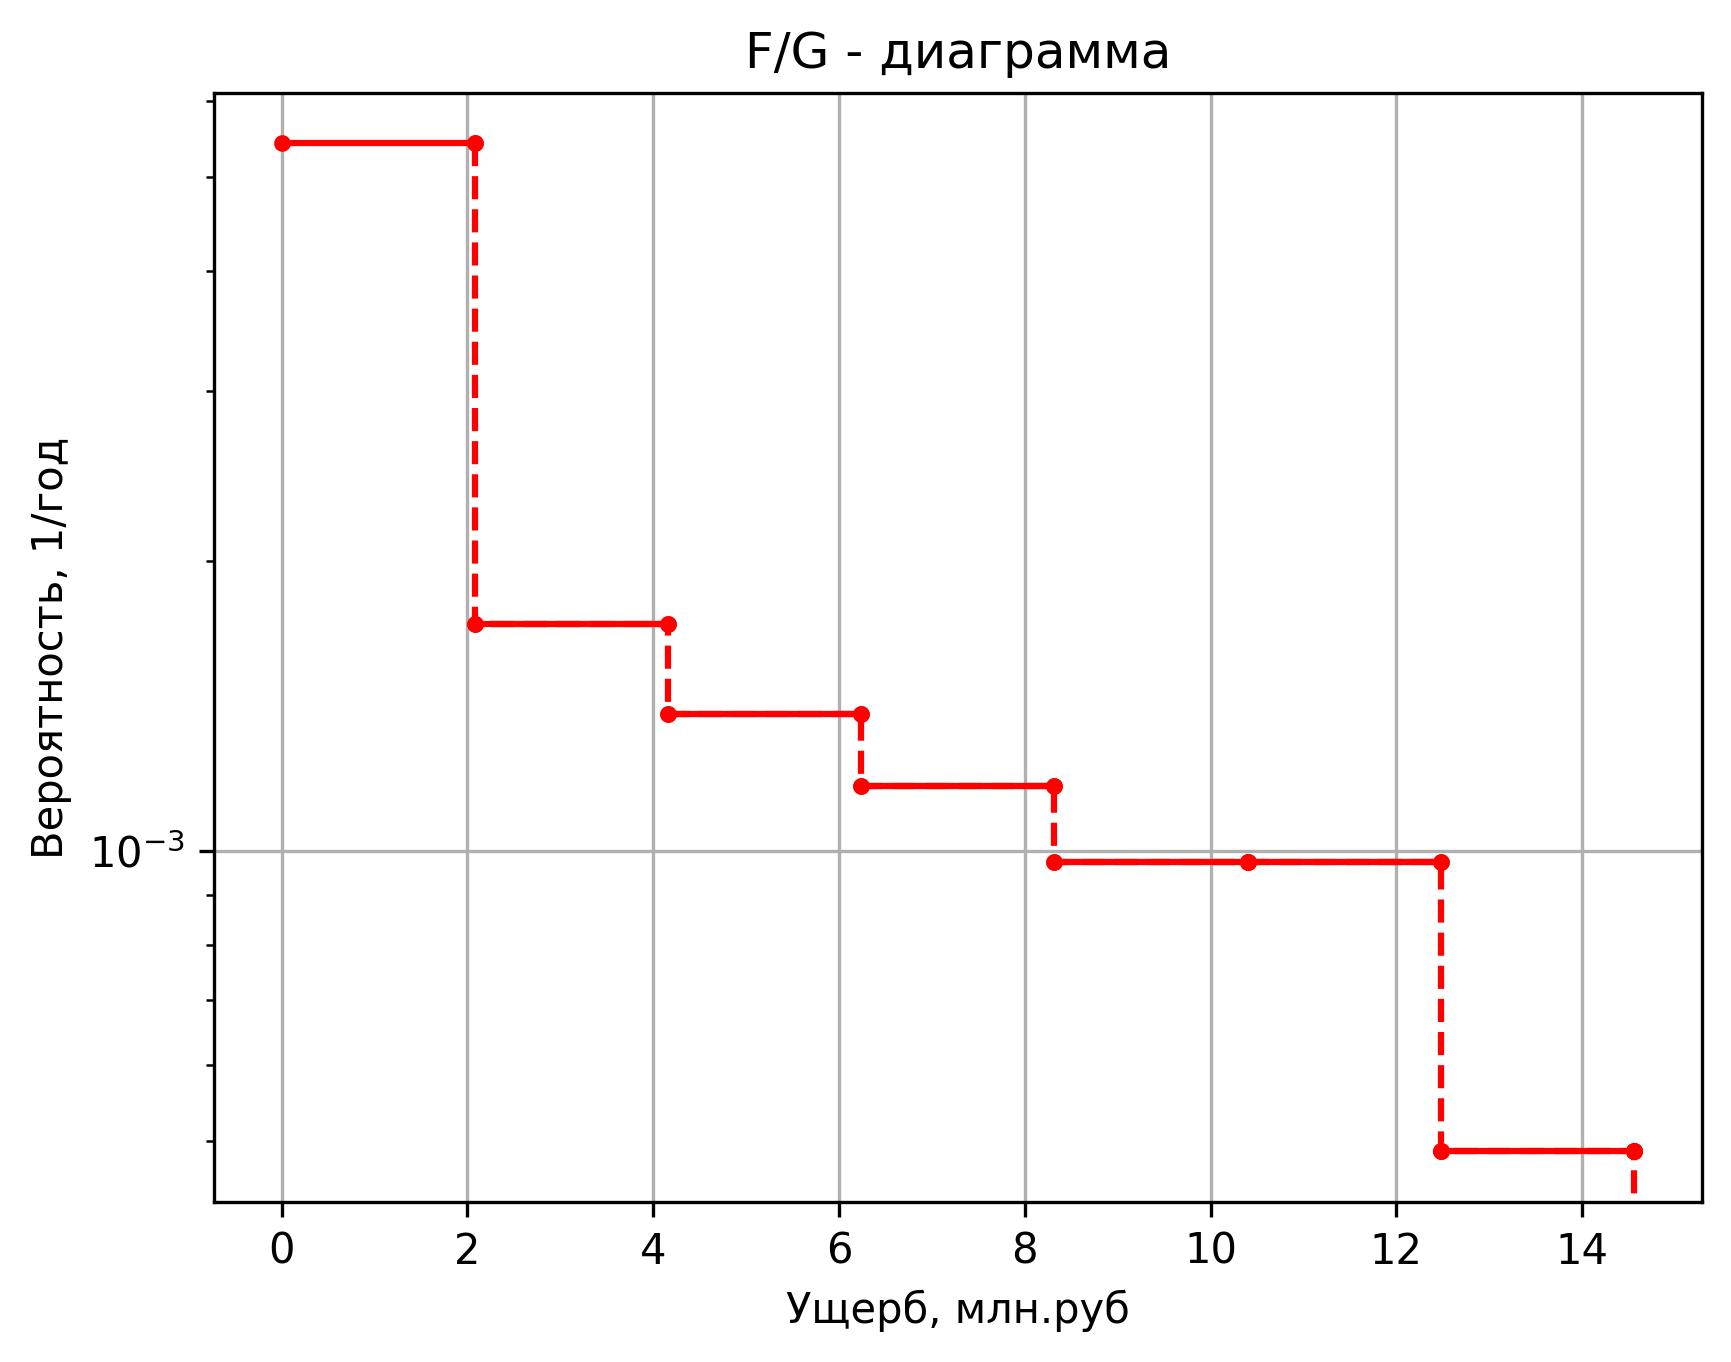 F/G - диаграмма
Вероятность, 1/год
10⁻³
0 2 4 6 8 10 12 14
Ущерб, млн.руб